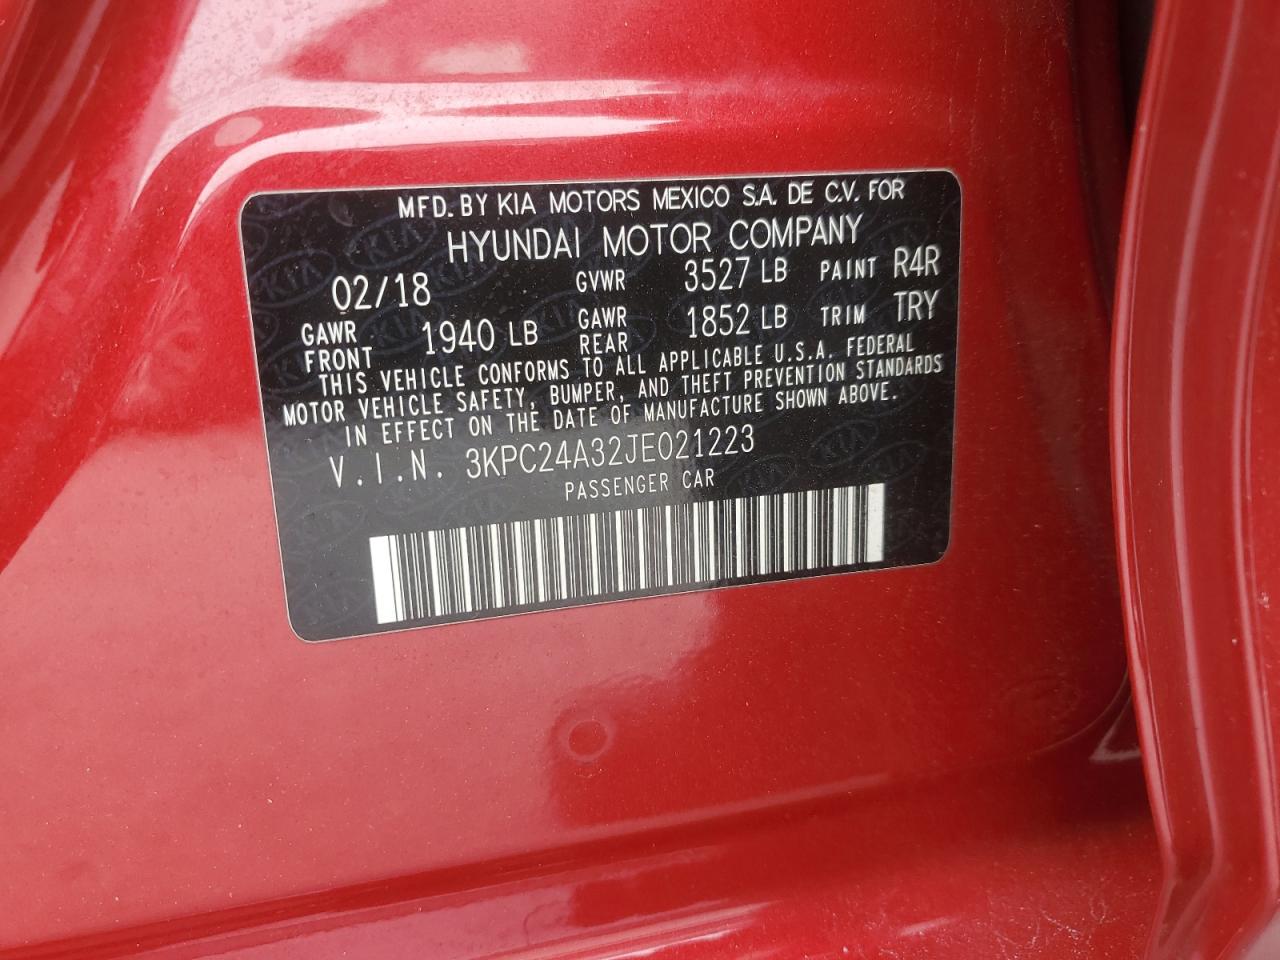 MFD. BY KIA MOTORS MEXICO S.A. DE C.V. FOR
HYUNDAI MOTOR COMPANY
02/18 GVWR 3527 LB PAINT R4R
GAWR FRONT 1940 LB GAWR REAR 1852 LB TRIM TRY
THIS VEHICLE CONFORMS TO ALL APPLICABLE U.S.A. FEDERAL
MOTOR VEHICLE SAFETY, BUMPER, AND THEFT PREVENTION STANDARDS
IN EFFECT ON THE DATE OF MANUFACTURE SHOWN ABOVE.
V.I.N. 3KPC24A32JE021223
PASSENGER CAR